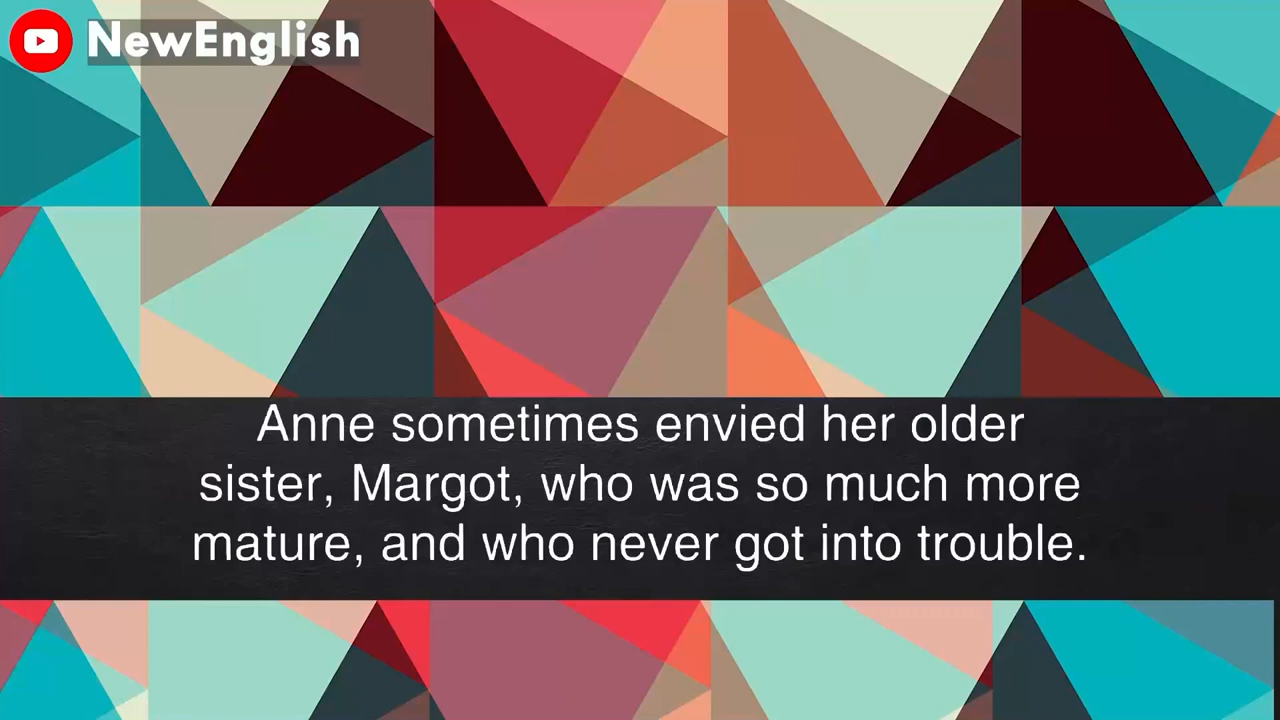 NewEnglish
Anne sometimes envied her older
sister, Margot, who was so much more
mature, and who never got into trouble.